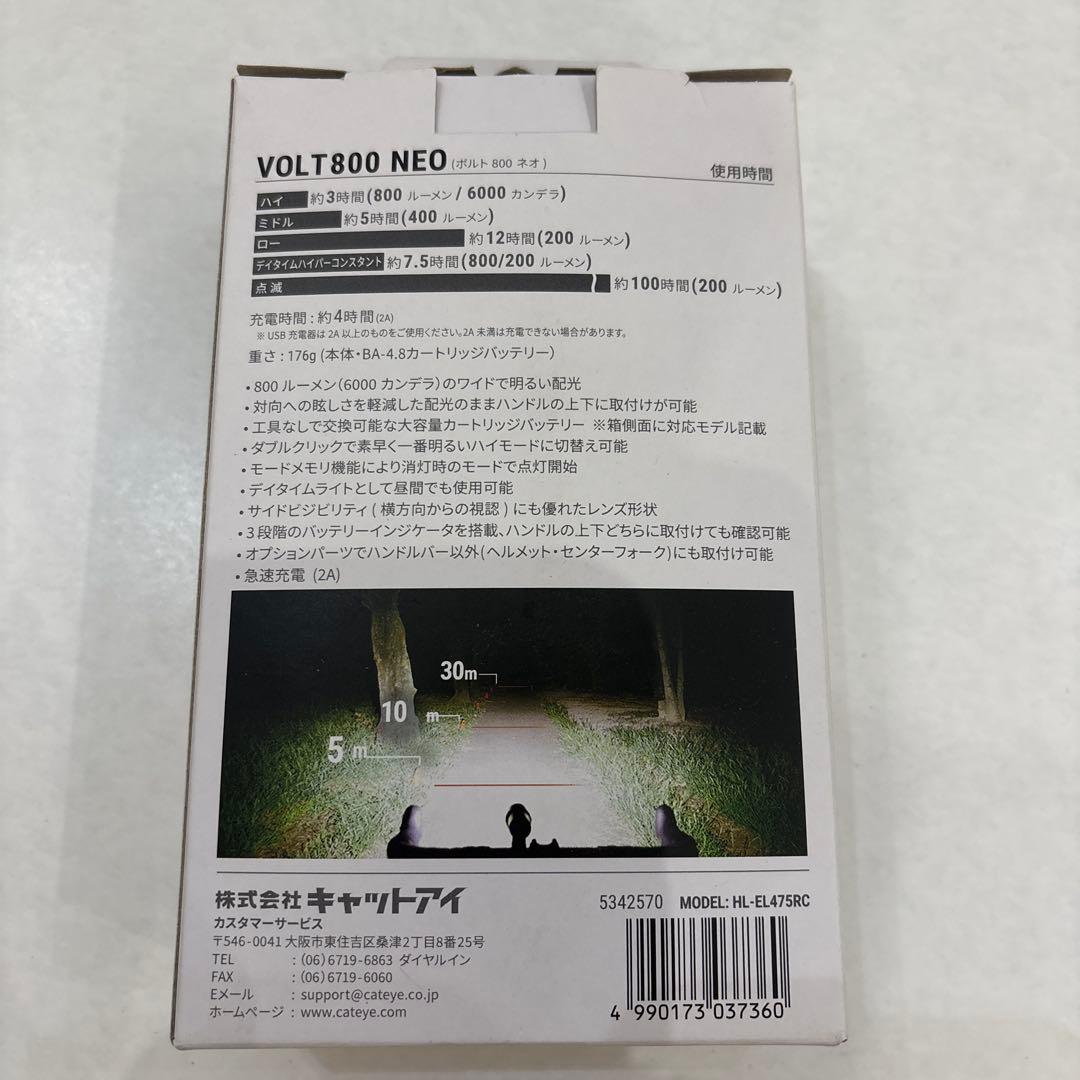 VOLT800 NEO (ボルト 800 ネオ) 使用時間
ハイ 約3時間(800 ルーメン / 6000 カンデラ)
ミドル 約5時間(400 ルーメン)
ロー 約12時間(200 ルーメン)
デイタイムハイパーコンスタント 約7.5時間(800/200 ルーメン)
点滅 約100時間(200 ルーメン)
充電時間 : 約4時間(2A)
※ USB 充電器は 2A 以上のものをご使用ください。2A 未満は充電できない場合があります。
重さ : 176g (本体・BA-4.8カートリッジバッテリー)
• 800 ルーメン(6000 カンデラ)のワイドで明るい配光
• 対向への眩しさを軽減した配光のままハンドルの上下に取付けが可能
• 工具なしで交換可能な大容量カートリッジバッテリー ※箱側面に対応モデル記載
• ダブルクリックで素早く一番明るいハイモードに切替え可能
• モードメモリ機能により消灯時のモードで点灯開始
• デイタイムライトとして昼間でも使用可能
• サイドビジビリティ ( 横方向からの視認 ) にも優れたレンズ形状
• 3 段階のバッテリーインジケータを搭載、ハンドルの上下どちらに取付けても確認可能
• オプションパーツでハンドルバー以外(ヘルメット・センターフォーク)にも取付け可能
• 急速充電 (2A)
30m
10 m
5 m
株式会社 キャットアイ
カスタマーサービス
〒546-0041 大阪市東住吉区桑津2丁目8番25号
TEL : (06)6719-6863 ダイヤルイン
FAX : (06)6719-6060
Eメール : support@cateye.co.jp
ホームページ : www.cateye.com
5342570 MODEL: HL-EL475RC
4 990173 037360